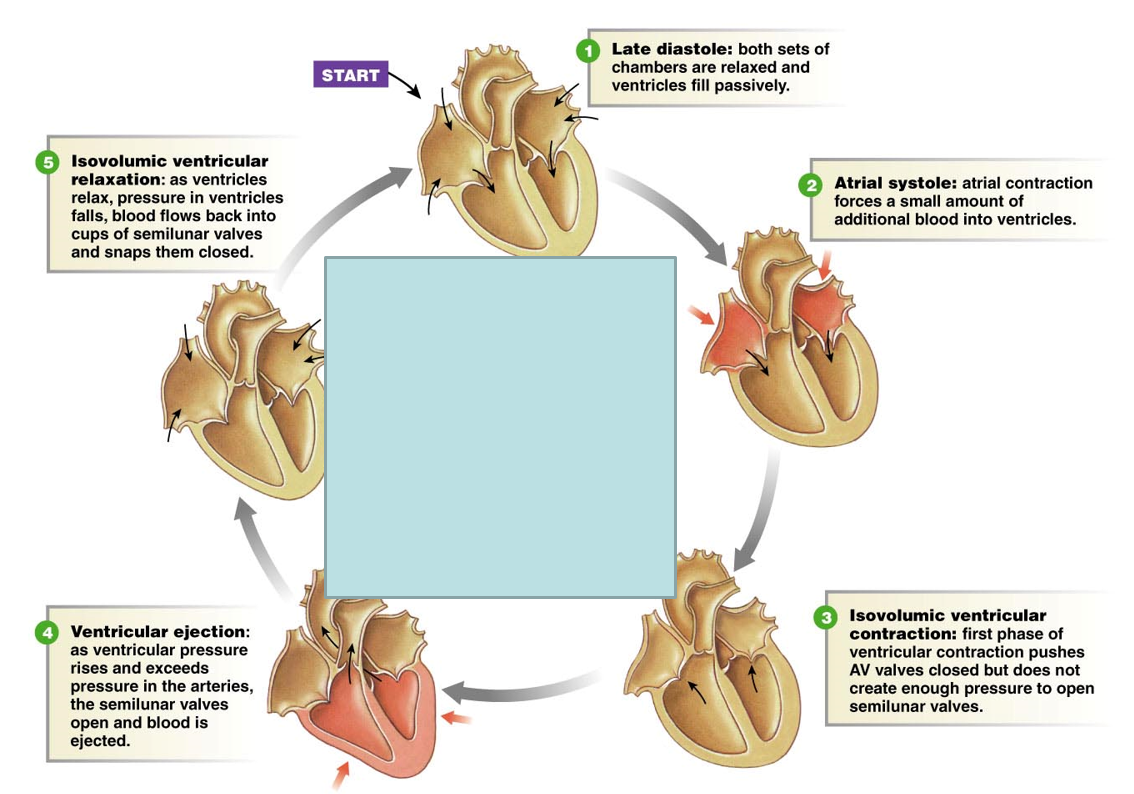 START
1 Late diastole: both sets of
chambers are relaxed and
ventricles fill passively.
2 Atrial systole: atrial contraction
forces a small amount of
additional blood into ventricles.
3 Isovolumic ventricular
contraction: first phase of
ventricular contraction pushes
AV valves closed but does not
create enough pressure to open
semilunar valves.
4 Ventricular ejection:
as ventricular pressure
rises and exceeds
pressure in the arteries,
the semilunar valves
open and blood is
ejected.
5 Isovolumic ventricular
relaxation: as ventricles
relax, pressure in ventricles
falls, blood flows back into
cups of semilunar valves
and snaps them closed.